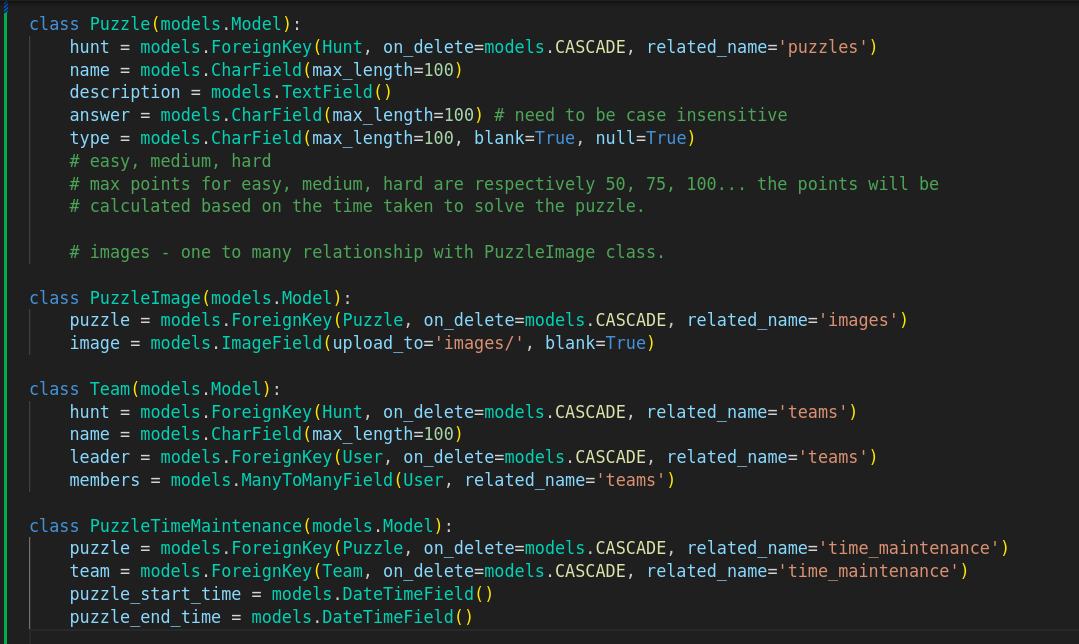 class Puzzle(models.Model):
    hunt = models.ForeignKey(Hunt, on_delete=models.CASCADE, related_name='puzzles')
    name = models.CharField(max_length=100)
    description = models.TextField()
    answer = models.CharField(max_length=100) # need to be case insensitive
    type = models.CharField(max_length=100, blank=True, null=True)
    # easy, medium, hard
    # max points for easy, medium, hard are respectively 50, 75, 100... the points will be
    # calculated based on the time taken to solve the puzzle.

    # images - one to many relationship with PuzzleImage class.

class PuzzleImage(models.Model):
    puzzle = models.ForeignKey(Puzzle, on_delete=models.CASCADE, related_name='images')
    image = models.ImageField(upload_to='images/', blank=True)

class Team(models.Model):
    hunt = models.ForeignKey(Hunt, on_delete=models.CASCADE, related_name='teams')
    name = models.CharField(max_length=100)
    leader = models.ForeignKey(User, on_delete=models.CASCADE, related_name='teams')
    members = models.ManyToManyField(User, related_name='teams')

class PuzzleTimeMaintenance(models.Model):
    puzzle = models.ForeignKey(Puzzle, on_delete=models.CASCADE, related_name='time_maintenance')
    team = models.ForeignKey(Team, on_delete=models.CASCADE, related_name='time_maintenance')
    puzzle_start_time = models.DateTimeField()
    puzzle_end_time = models.DateTimeField()